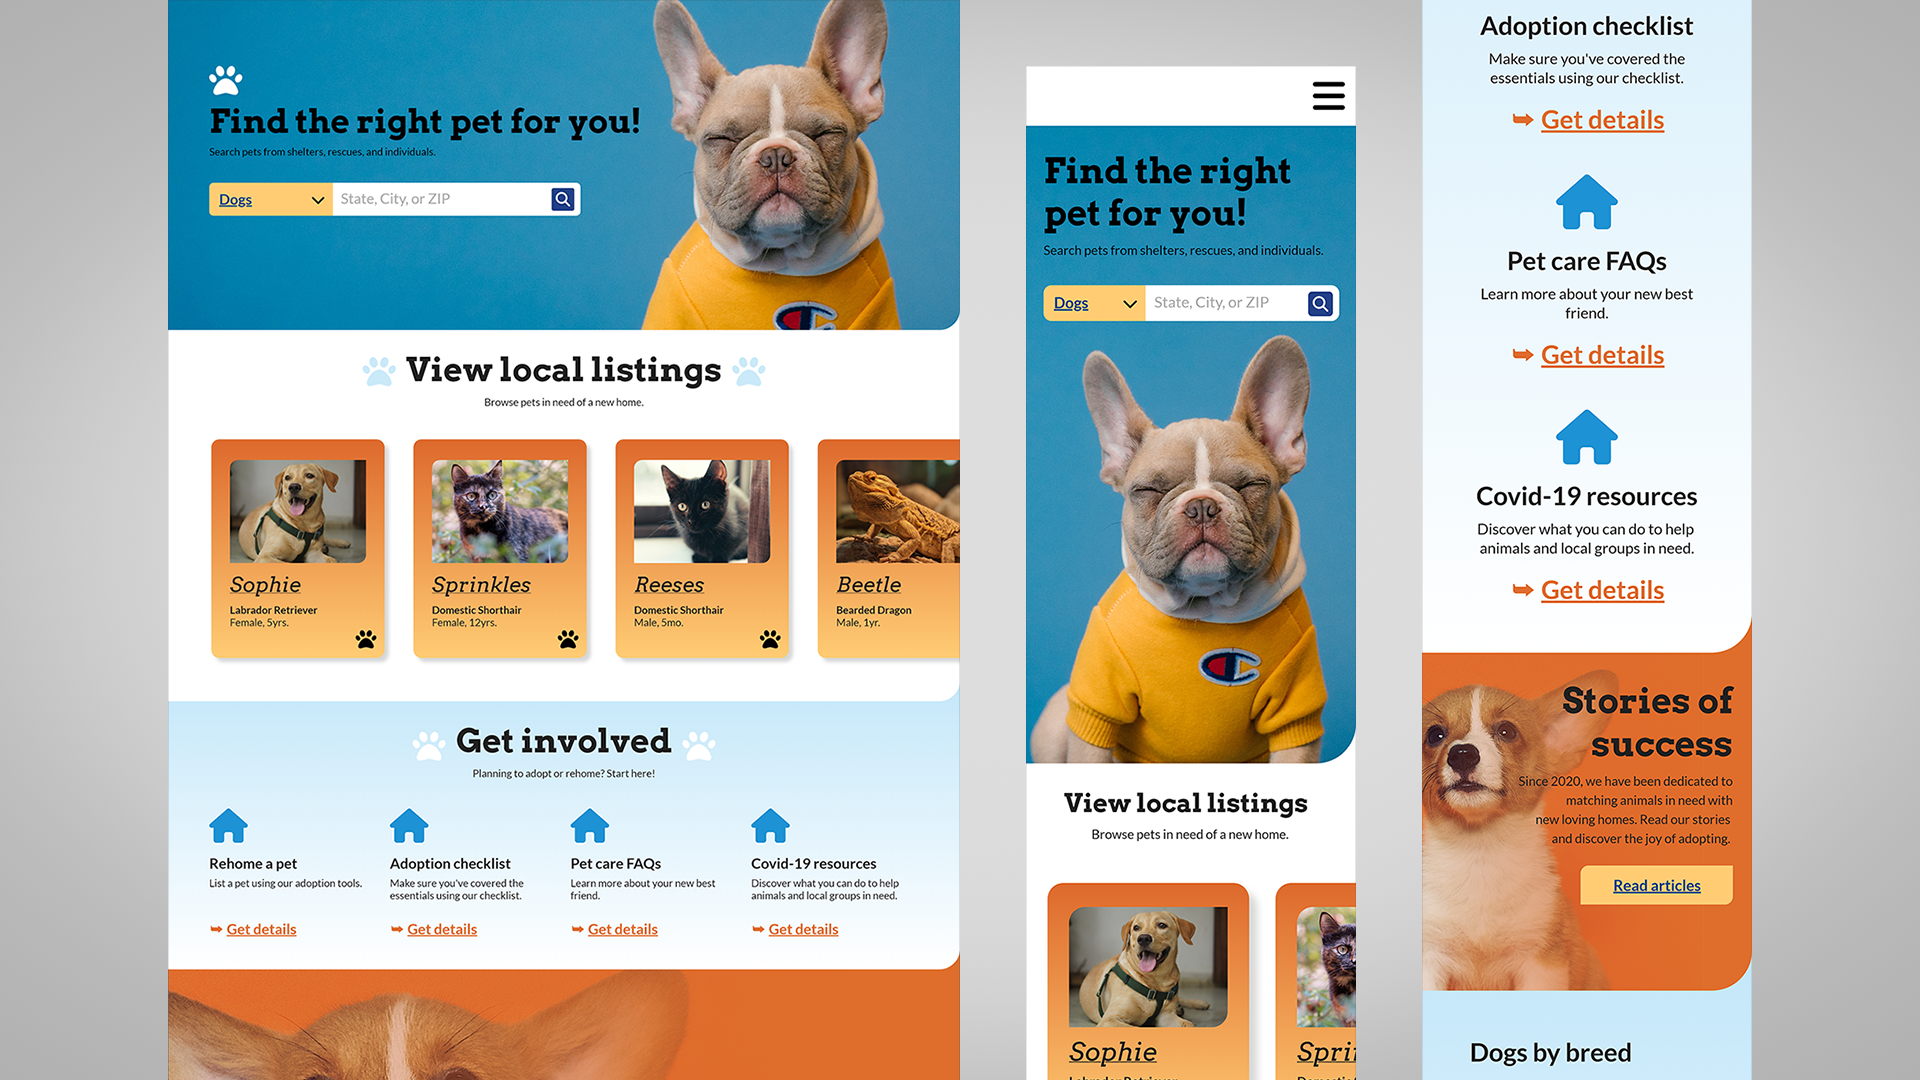 Find the right pet for you!
Search pets from shelters, rescues, and individuals.
Dogs
State, City, or ZIP
View local listings
Browse pets in need of a new home.
Sophie
Labrador Retriever
Female, 5yrs.
Sprinkles
Domestic Shorthair
Female, 12yrs.
Reeses
Domestic Shorthair
Male, 5mo.
Beetle
Bearded Dragon
Male, 1yr.
Get involved
Planning to adopt or rehome? Start here!
Rehome a pet
List a pet using our adoption tools.
Get details
Adoption checklist
Make sure you've covered the
essentials using our checklist.
Get details
Pet care FAQs
Learn more about your new best
friend.
Get details
Covid-19 resources
Discover what you can do to help
animals and local groups in need.
Get details
Find the right
pet for you!
Search pets from shelters, rescues, and individuals.
Dogs
State, City, or ZIP
View local listings
Browse pets in need of a new home.
Sophie
Labrador Retriever
Spri
Adoption checklist
Make sure you've covered the
essentials using our checklist.
Get details
Pet care FAQs
Learn more about your new best
friend.
Get details
Covid-19 resources
Discover what you can do to help
animals and local groups in need.
Get details
Stories of
success
Since 2020, we have been dedicated to
matching animals in need with
new loving homes. Read our stories
and discover the joy of adopting.
Read articles
Dogs by breed